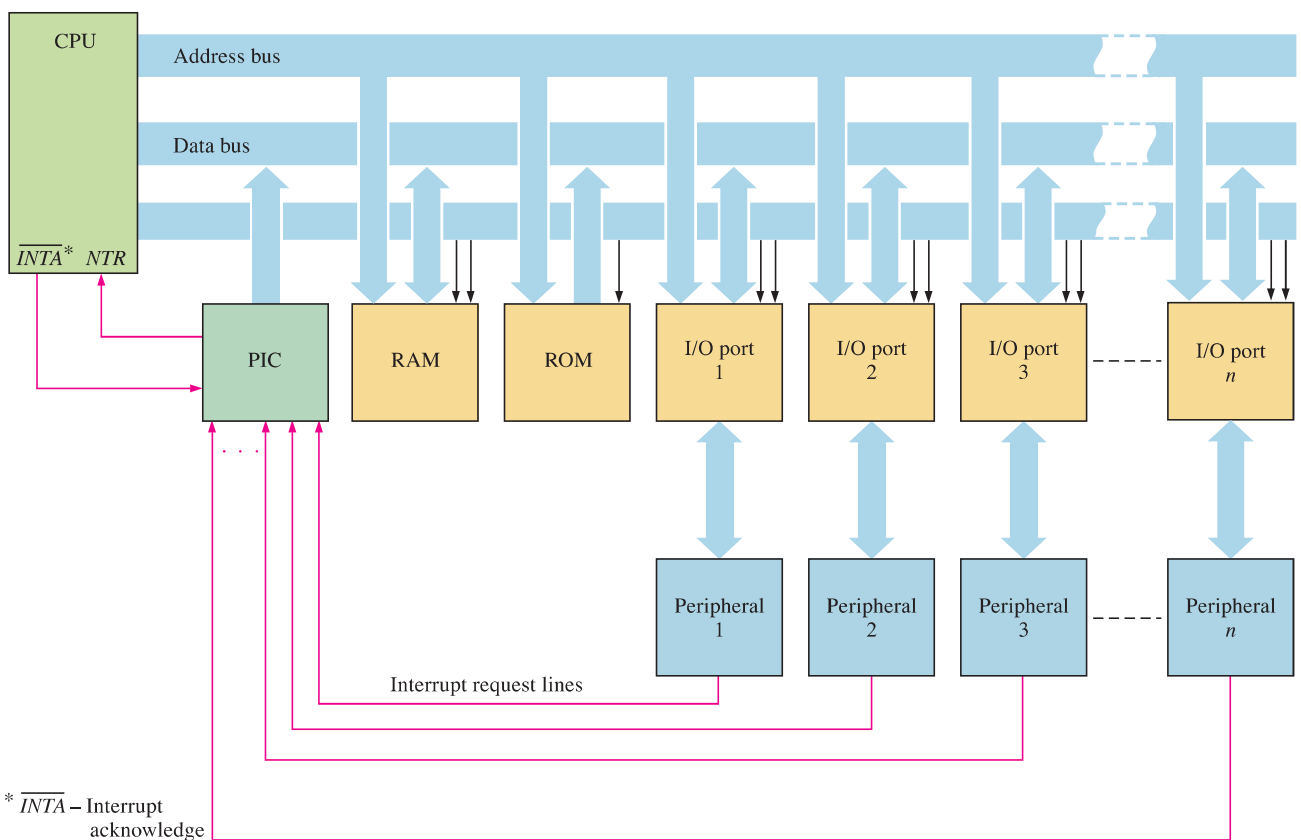 CPU
Address bus
Data bus
INTA* NTR
PIC
RAM
ROM
I/O port
1
I/O port
2
I/O port
3
I/O port
n
. . .
Peripheral
1
Peripheral
2
Peripheral
3
Peripheral
n
Interrupt request lines
* INTA – Interrupt
acknowledge